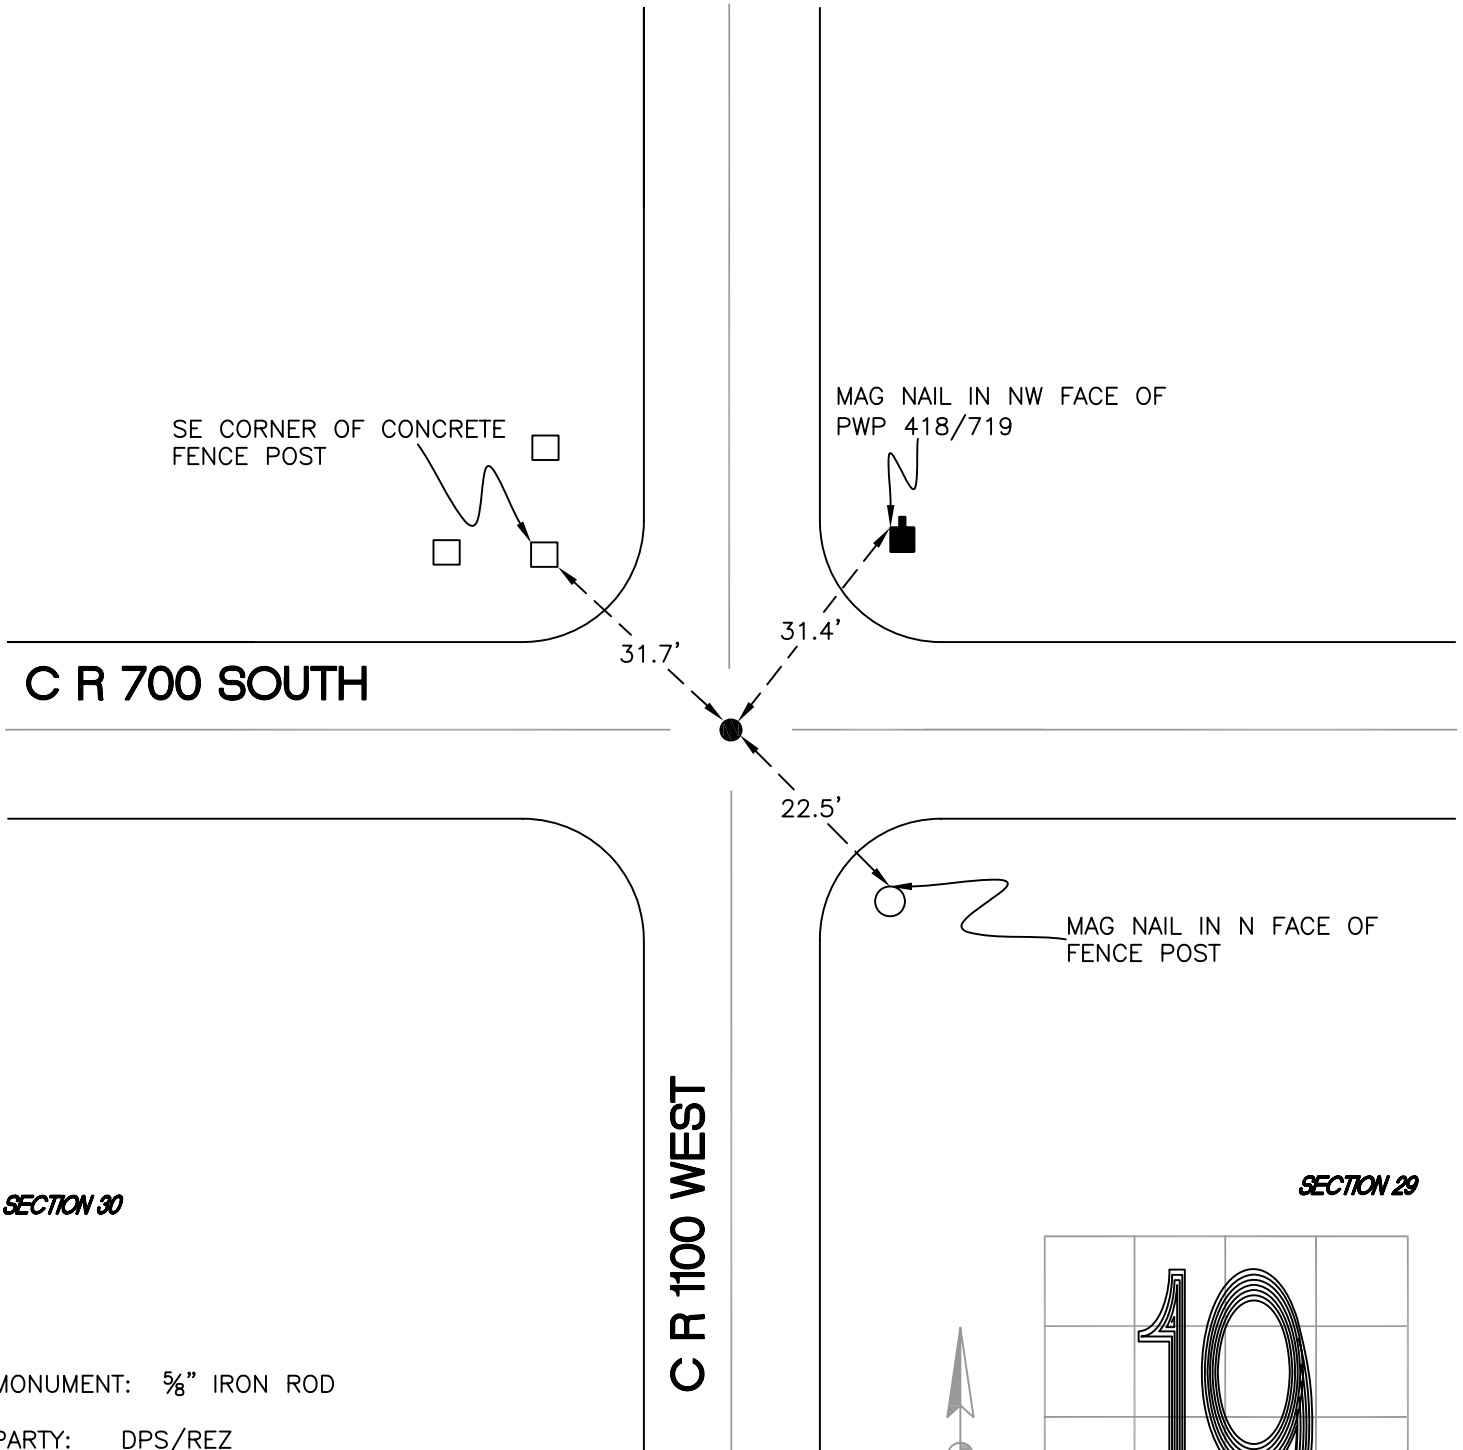 MAG NAIL IN NW FACE OF
PWP 418/719
SE CORNER OF CONCRETE
FENCE POST
31.4’
31.7’
C R 700 SOUTH
22.5’
MAG NAIL IN N FACE OF
FENCE POST
C R 1100 WEST
SECTION 29
SECTION 30
19
MONUMENT: ⅝” IRON ROD
PARTY: DPS/REZ